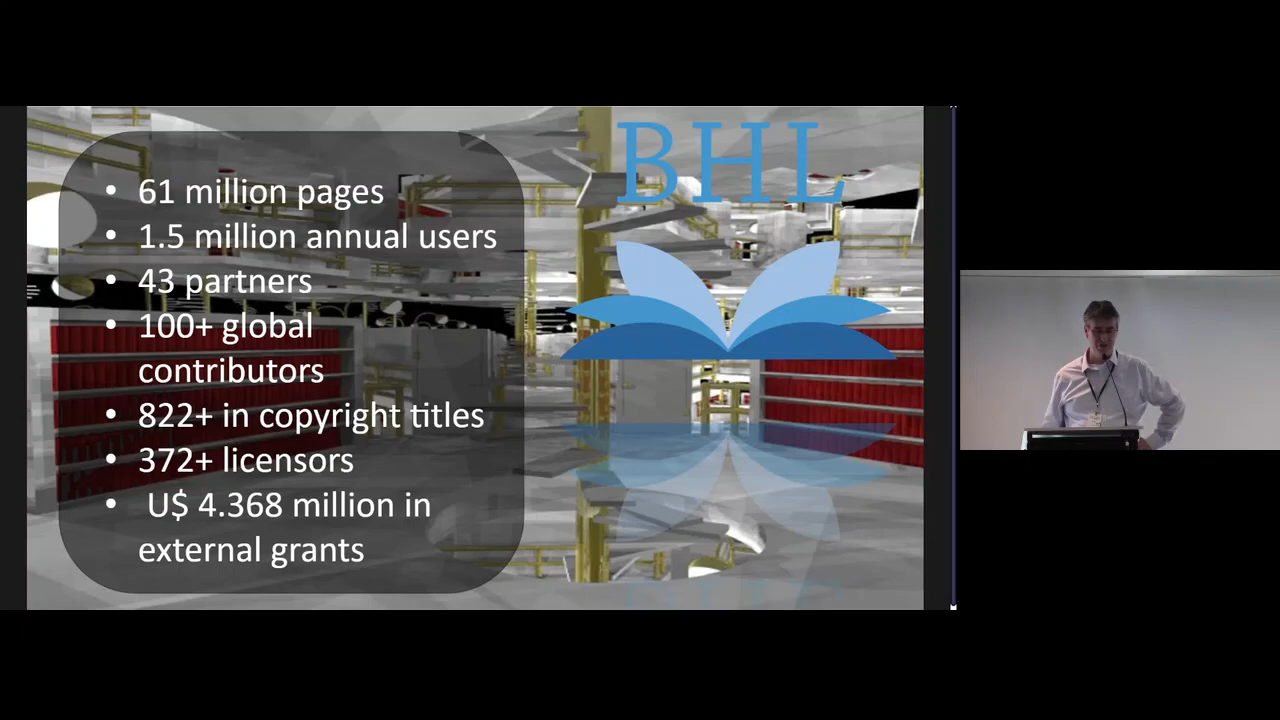 BHL
• 61 million pages
• 1.5 million annual users
• 43 partners
• 100+ global
contributors
• 822+ in copyright titles
• 372+ licensors
• U$ 4.368 million in
external grants